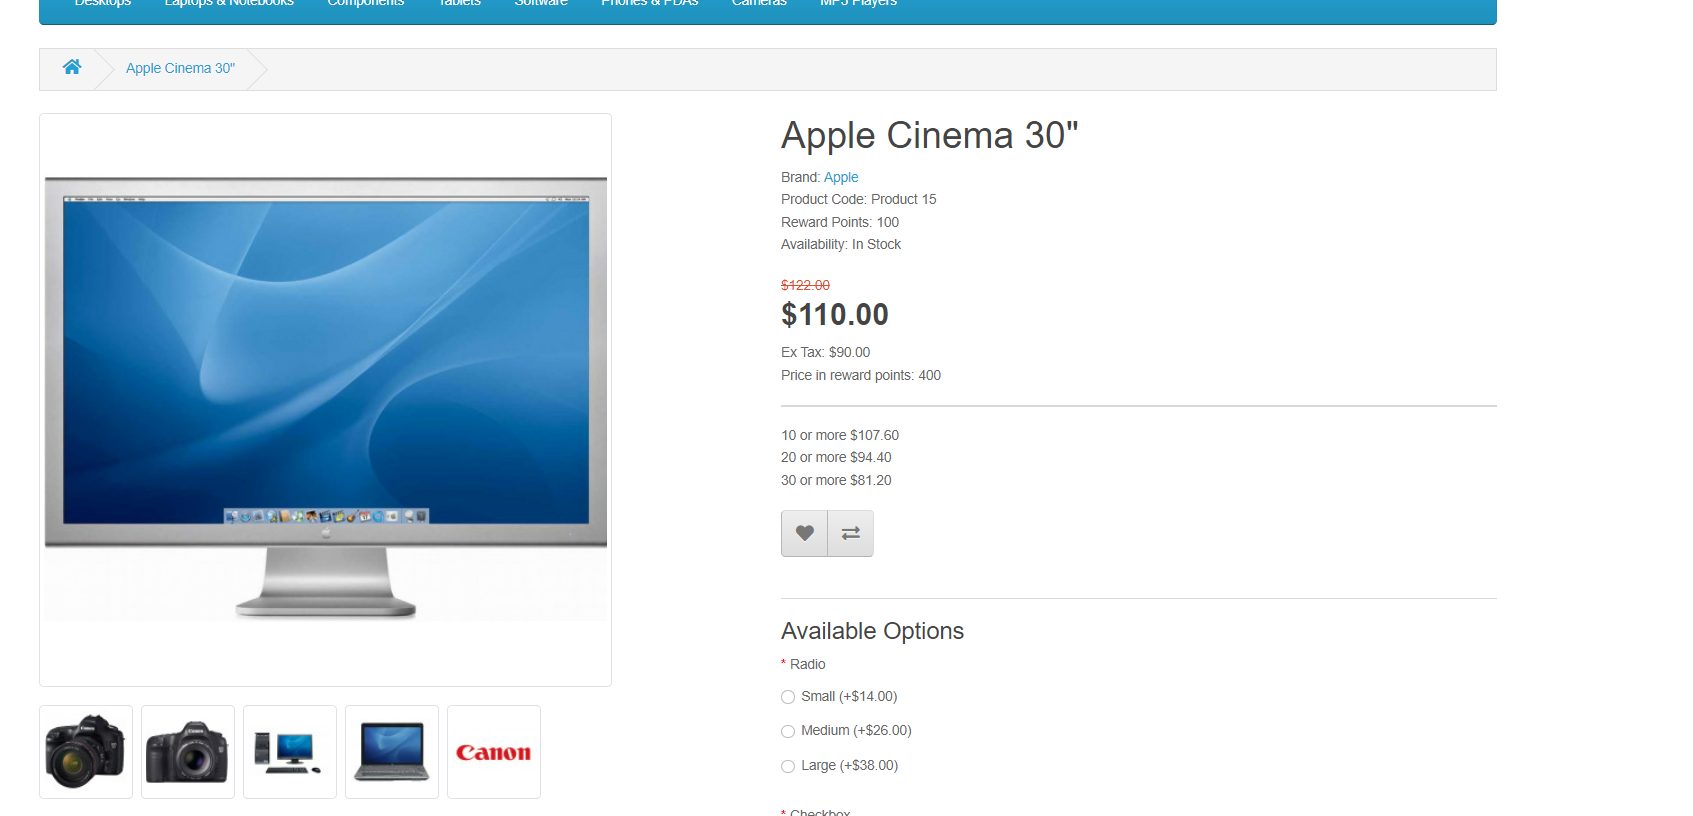 Desktops Laptops & Notebooks Components Tablets Software Phones & PDAs Cameras MP3 Players
Apple Cinema 30"
Apple Cinema 30"
Brand: Apple
Product Code: Product 15
Reward Points: 100
Availability: In Stock
$122.00
$110.00
Ex Tax: $90.00
Price in reward points: 400
10 or more $107.60
20 or more $94.40
30 or more $81.20
Available Options
* Radio
Small (+$14.00)
Medium (+$26.00)
Large (+$38.00)
* Checkbox
Canon